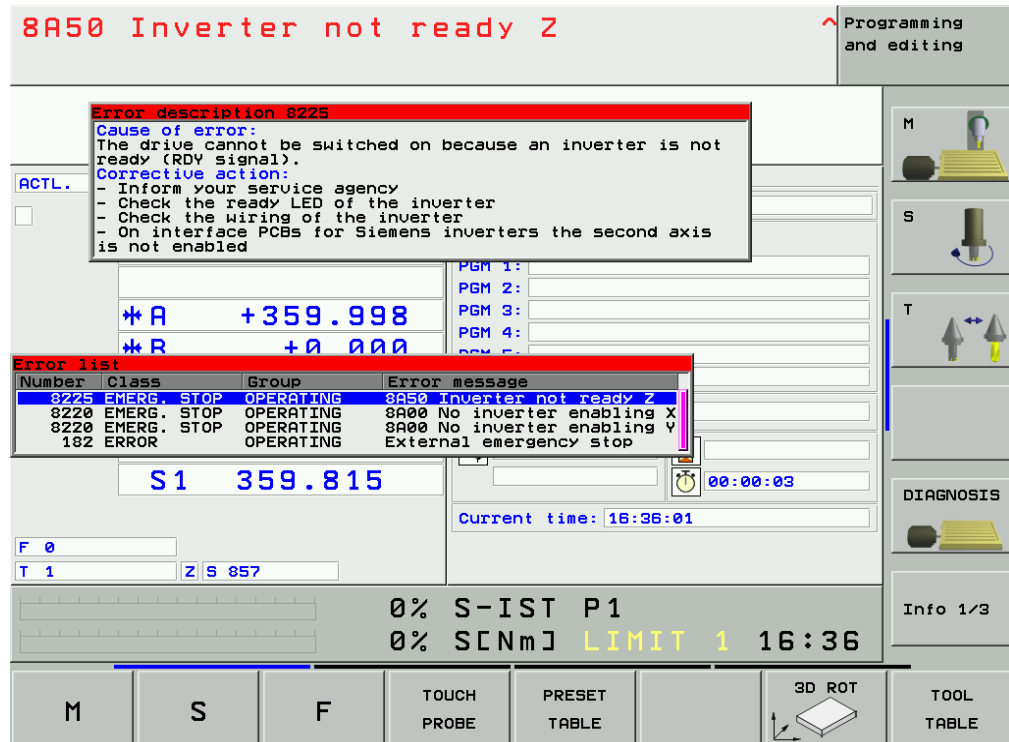 8A50 Inverter not ready Z
^
Programming
and editing
Error description 8225
Cause of error:
The drive cannot be switched on because an inverter is not
ready (RDY signal).
Corrective action:
- Inform your service agency
- Check the ready LED of the inverter
- Check the wiring of the inverter
- On interface PCBs for Siemens inverters the second axis
is not enabled
ACTL.
M
S
T
PGM 1:
PGM 2:
PGM 3:
PGM 4:
A +359.998
Error list
Number Class Group Error message
8225 EMERG. STOP OPERATING 8A50 Inverter not ready Z
8220 EMERG. STOP OPERATING 8A00 No inverter enabling X
8220 EMERG. STOP OPERATING 8A00 No inverter enabling Y
182 ERROR OPERATING External emergency stop
S1 359.815
00:00:03
Current time: 16:36:01
DIAGNOSIS
F 0
T 1 Z S 857
0% S-IST P1
0% S[Nm] LIMIT 1 16:36
Info 1/3
M
S
F
TOUCH
PROBE
PRESET
TABLE
3D ROT
TOOL
TABLE